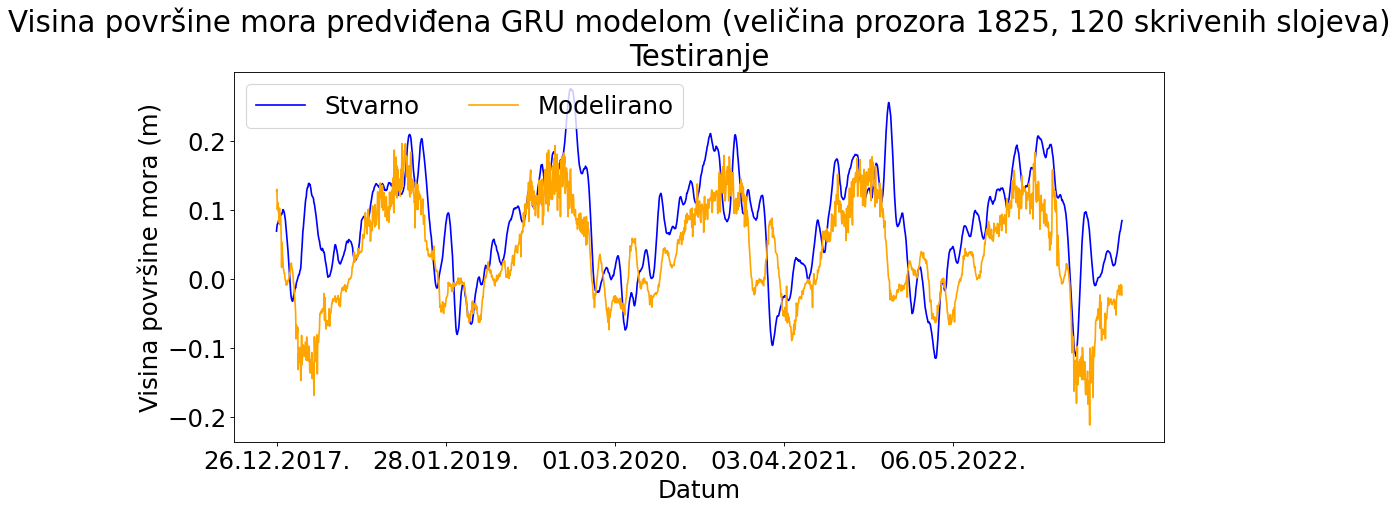 Visina površine mora predviđena GRU modelom (veličina prozora 1825, 120 skrivenih slojeva)
Testiranje
Stvarno
Modelirano
Visina površine mora (m)
0.2
0.1
0.0
−0.1
−0.2
26.12.2017.
28.01.2019.
01.03.2020.
03.04.2021.
06.05.2022.
Datum